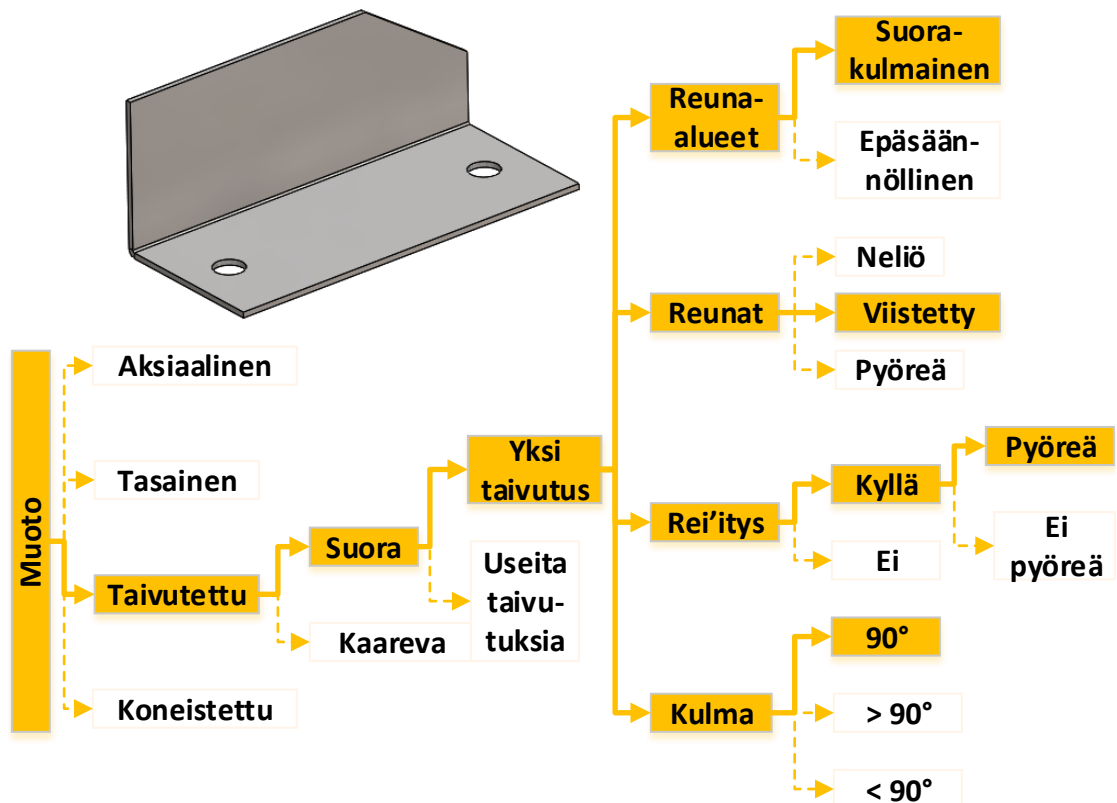 Muoto
Aksiaalinen
Tasainen
Taivutettu
Koneistettu
Suora
Kaareva
Yksi
taivutus
Useita
taivu-
tuksia
Reuna-
alueet
Suora-
kulmainen
Epäsään-
nöllinen
Reunat
Neliö
Viistetty
Pyöreä
Rei’itys
Kyllä
Ei
Pyöreä
Ei
pyöreä
Kulma
90°
> 90°
< 90°